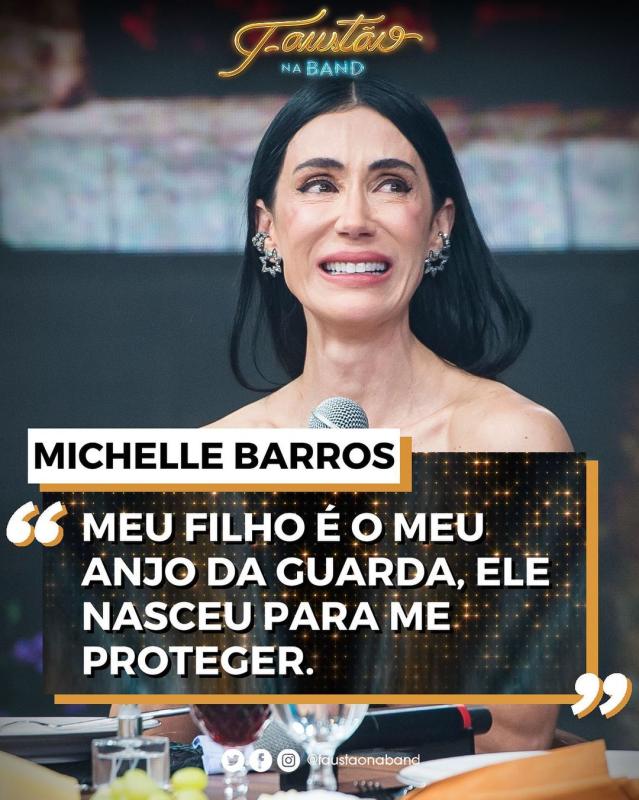 Faustão
NA BAND
MICHELLE BARROS
“MEU FILHO É O MEU
ANJO DA GUARDA, ELE
NASCEU PARA ME
PROTEGER.”
@faustaonaband